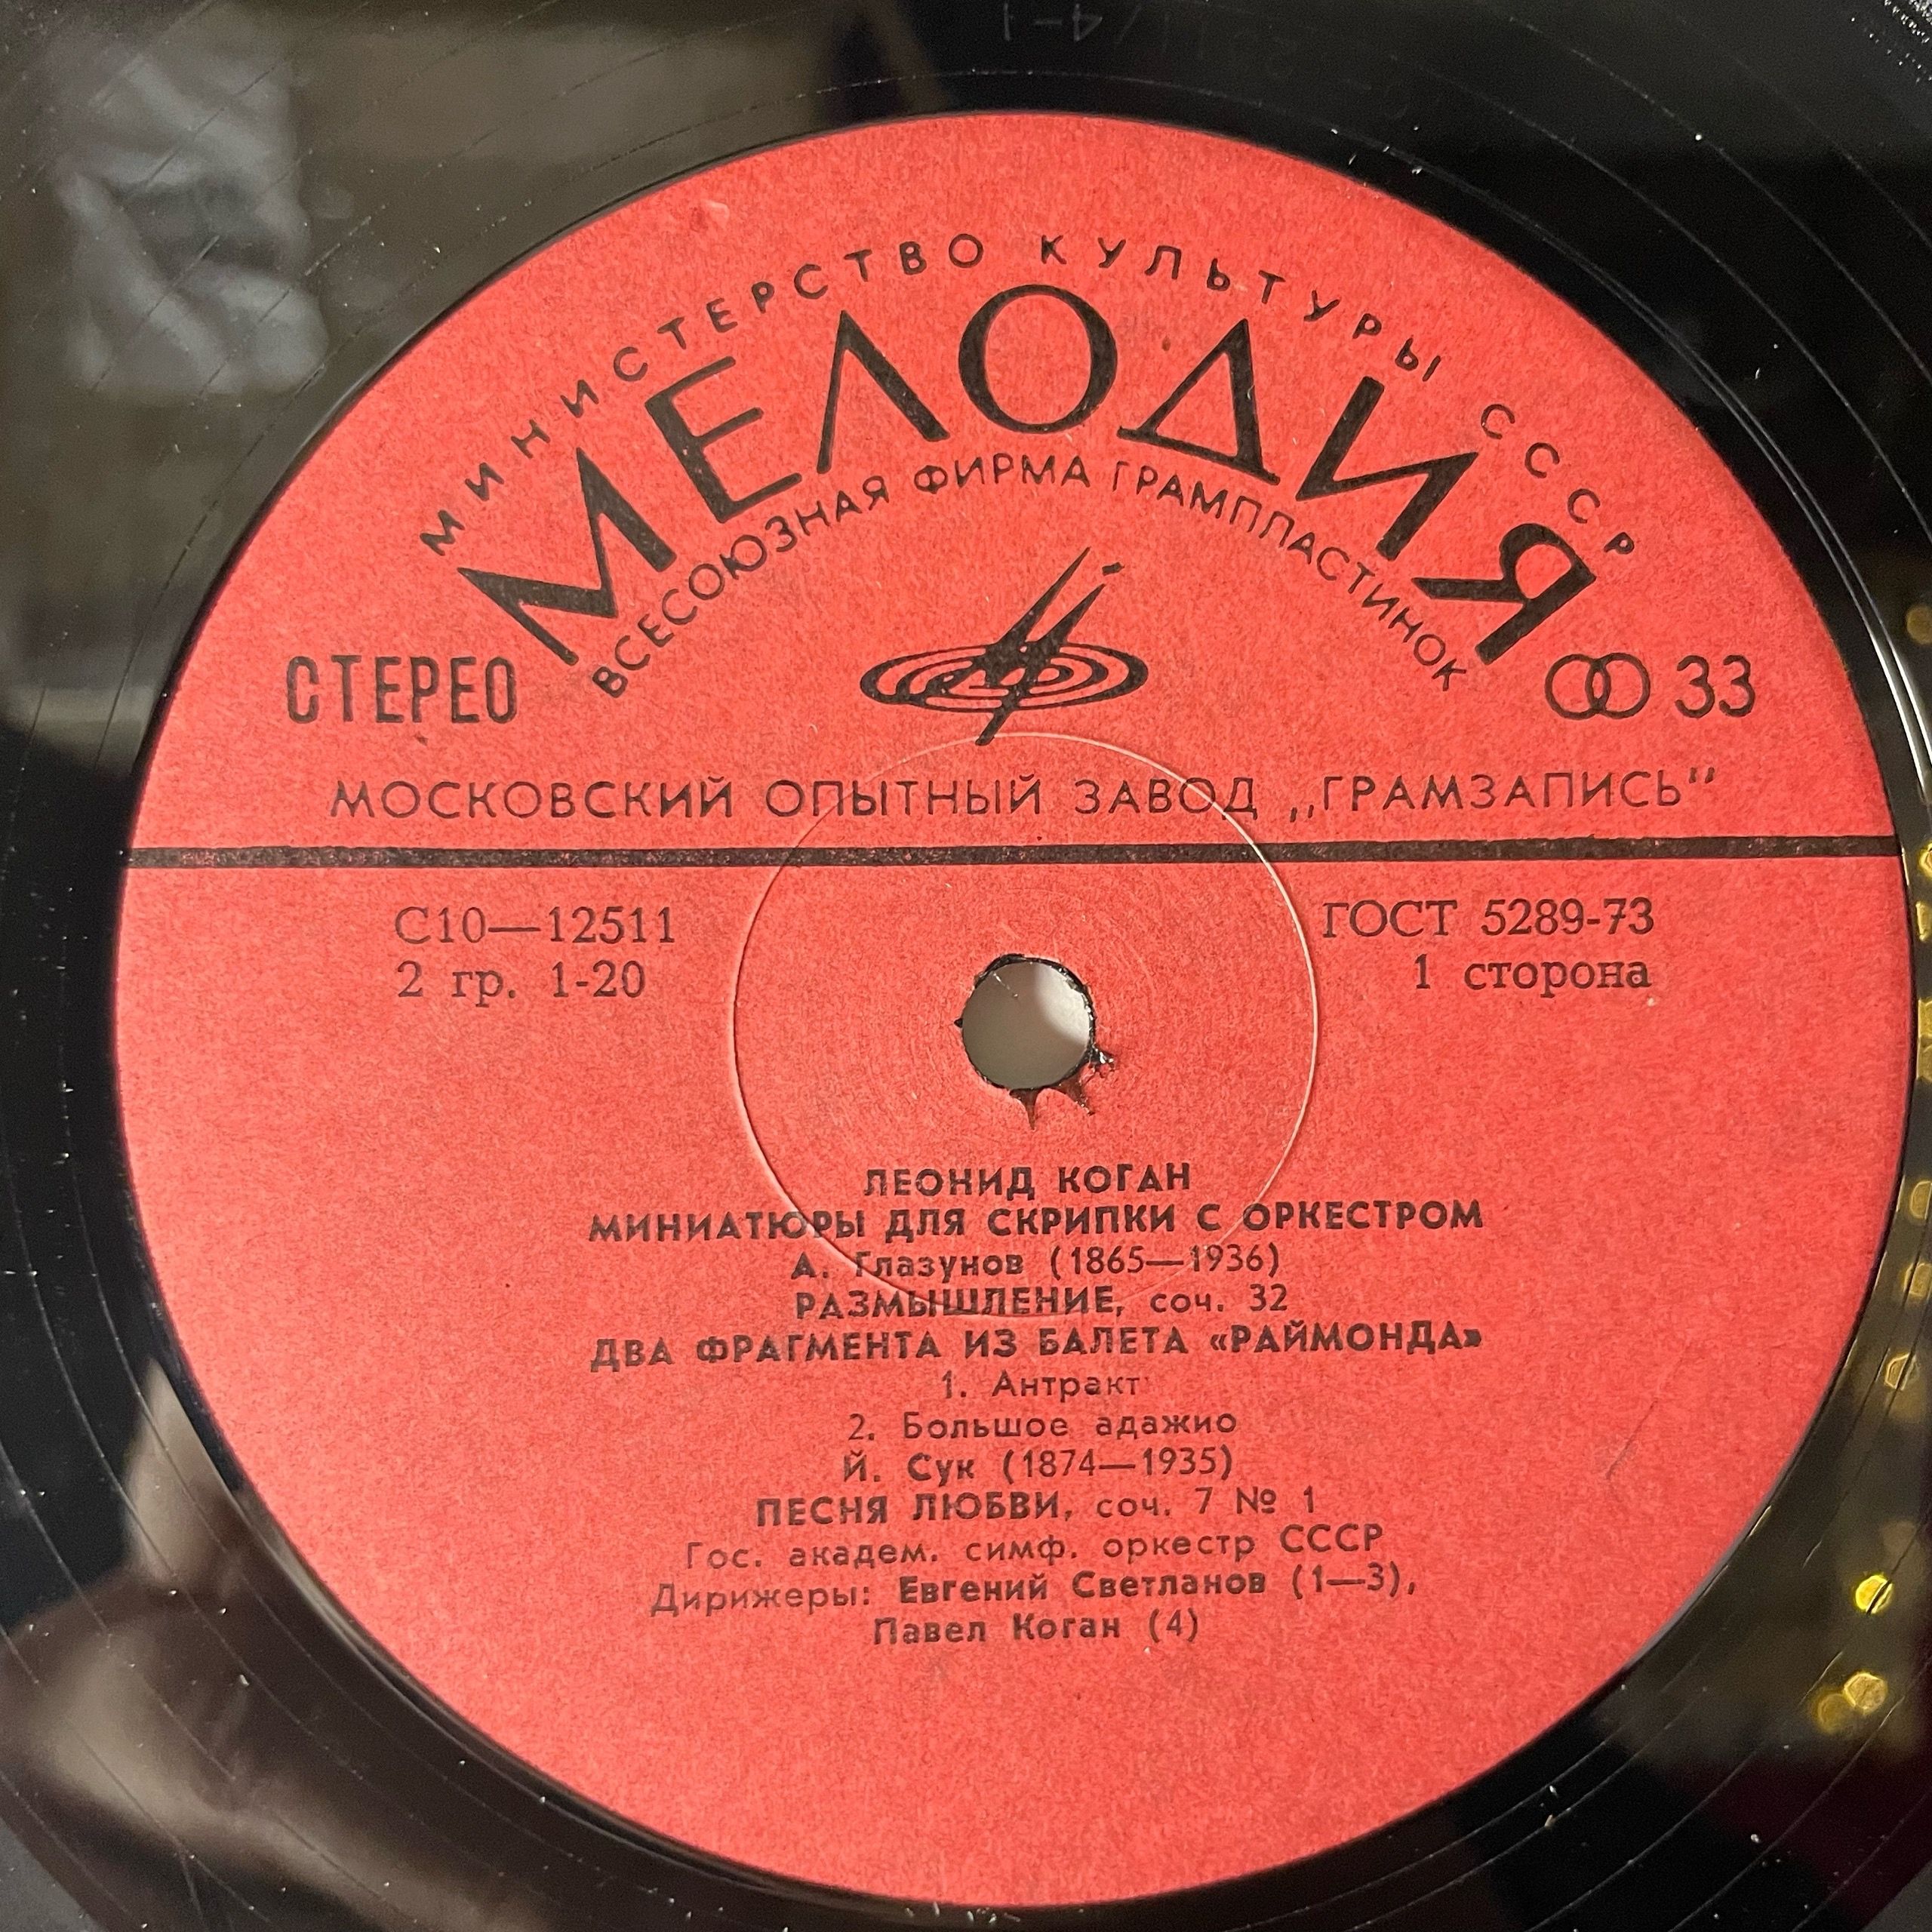 МИНИСТЕРСТВО КУЛЬТУРЫ СССР
МЕЛОДИЯ
ВСЕСОЮЗНАЯ ФИРМА ГРАМПЛАСТИНОК
СТЕРЕО
33
МОСКОВСКИЙ ОПЫТНЫЙ ЗАВОД „ГРАМЗАПИСЬ"
С10—12511
ГОСТ 5289-73
2 гр. 1-20
1 сторона
ЛЕОНИД КОГАН
МИНИАТЮРЫ ДЛЯ СКРИПКИ С ОРКЕСТРОМ
А. Глазунов (1865—1936)
РАЗМЫШЛЕНИЕ, соч. 32
ДВА ФРАГМЕНТА ИЗ БАЛЕТА «РАЙМОНДА»
1. Антракт
2. Большое адажио
Й. Сук (1874—1935)
ПЕСНЯ ЛЮБВИ, соч. 7 № 1
Гос. академ. симф. оркестр СССР
Дирижеры: Евгений Светланов (1—3),
Павел Коган (4)